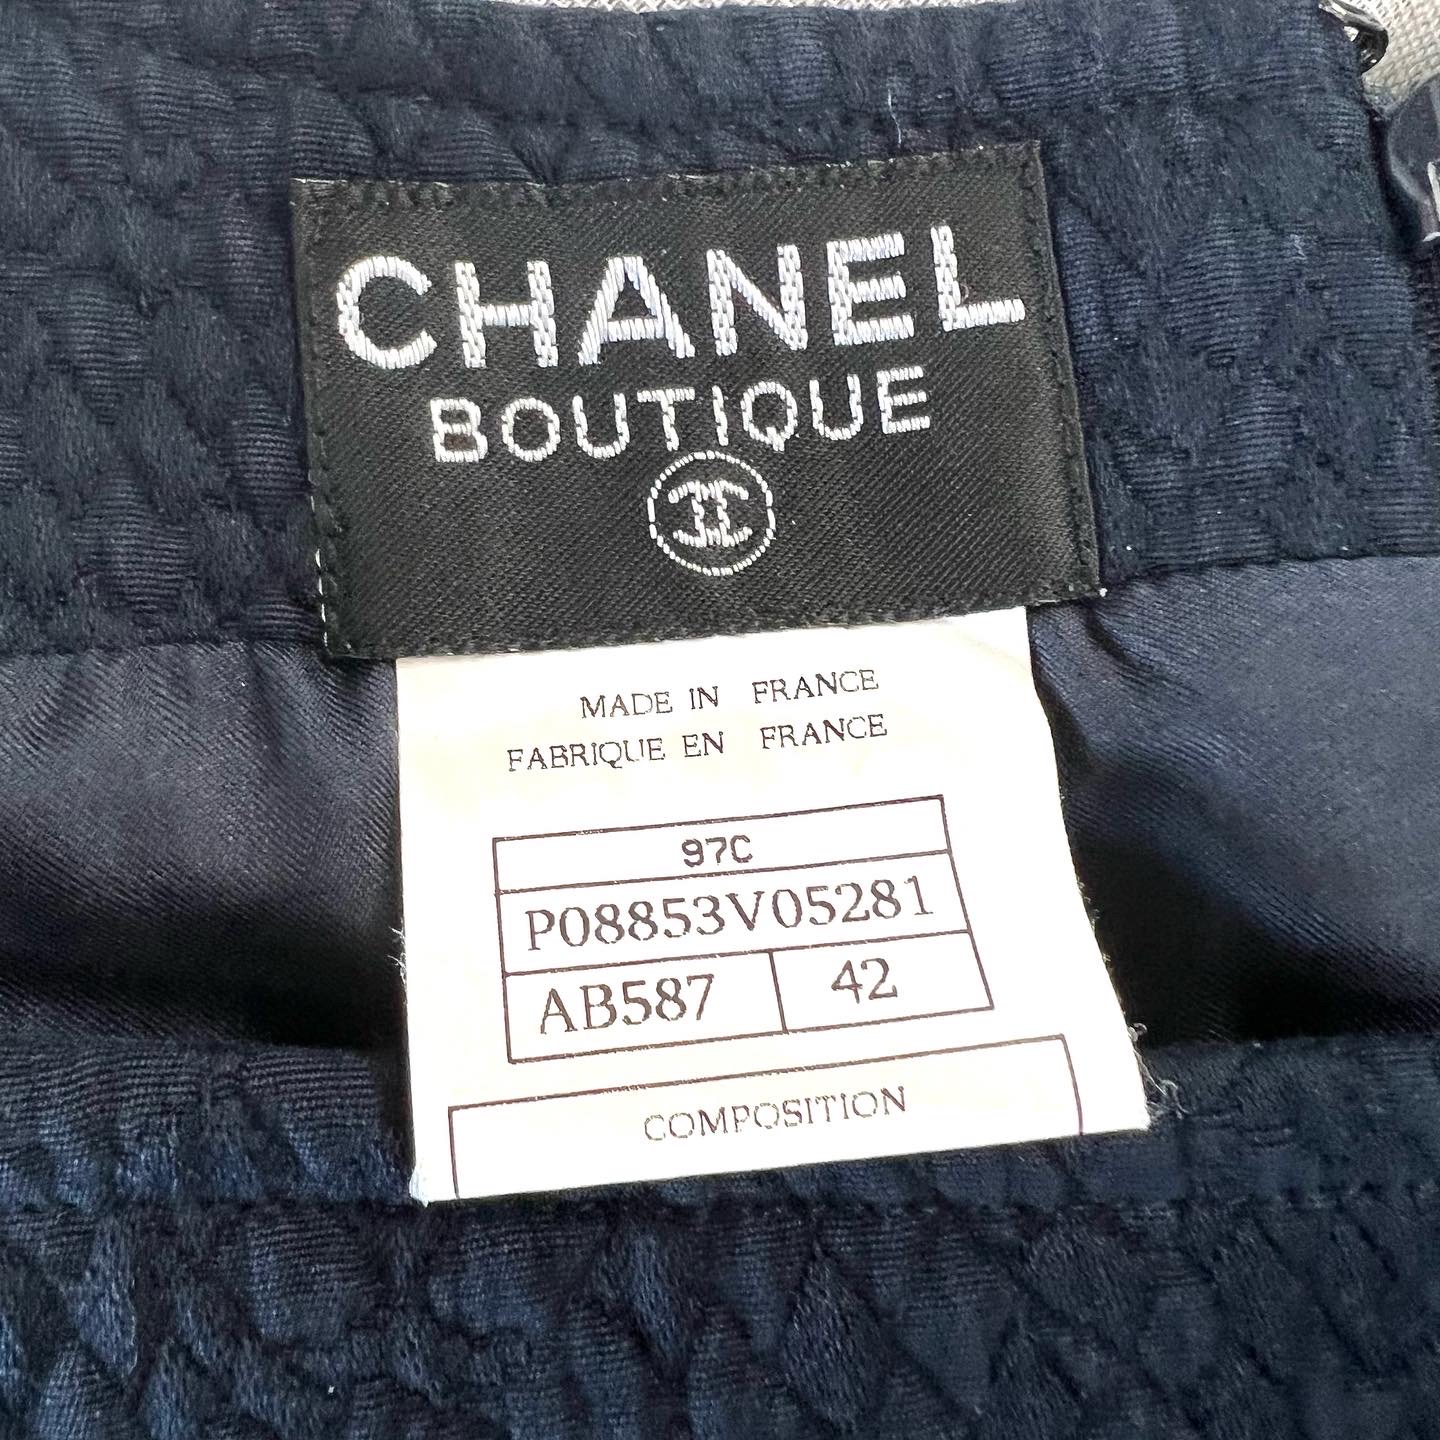 CHANEL
BOUTIQUE
MADE IN FRANCE
FABRIQUE EN FRANCE
97C
P08853V05281
AB587 42
COMPOSITION